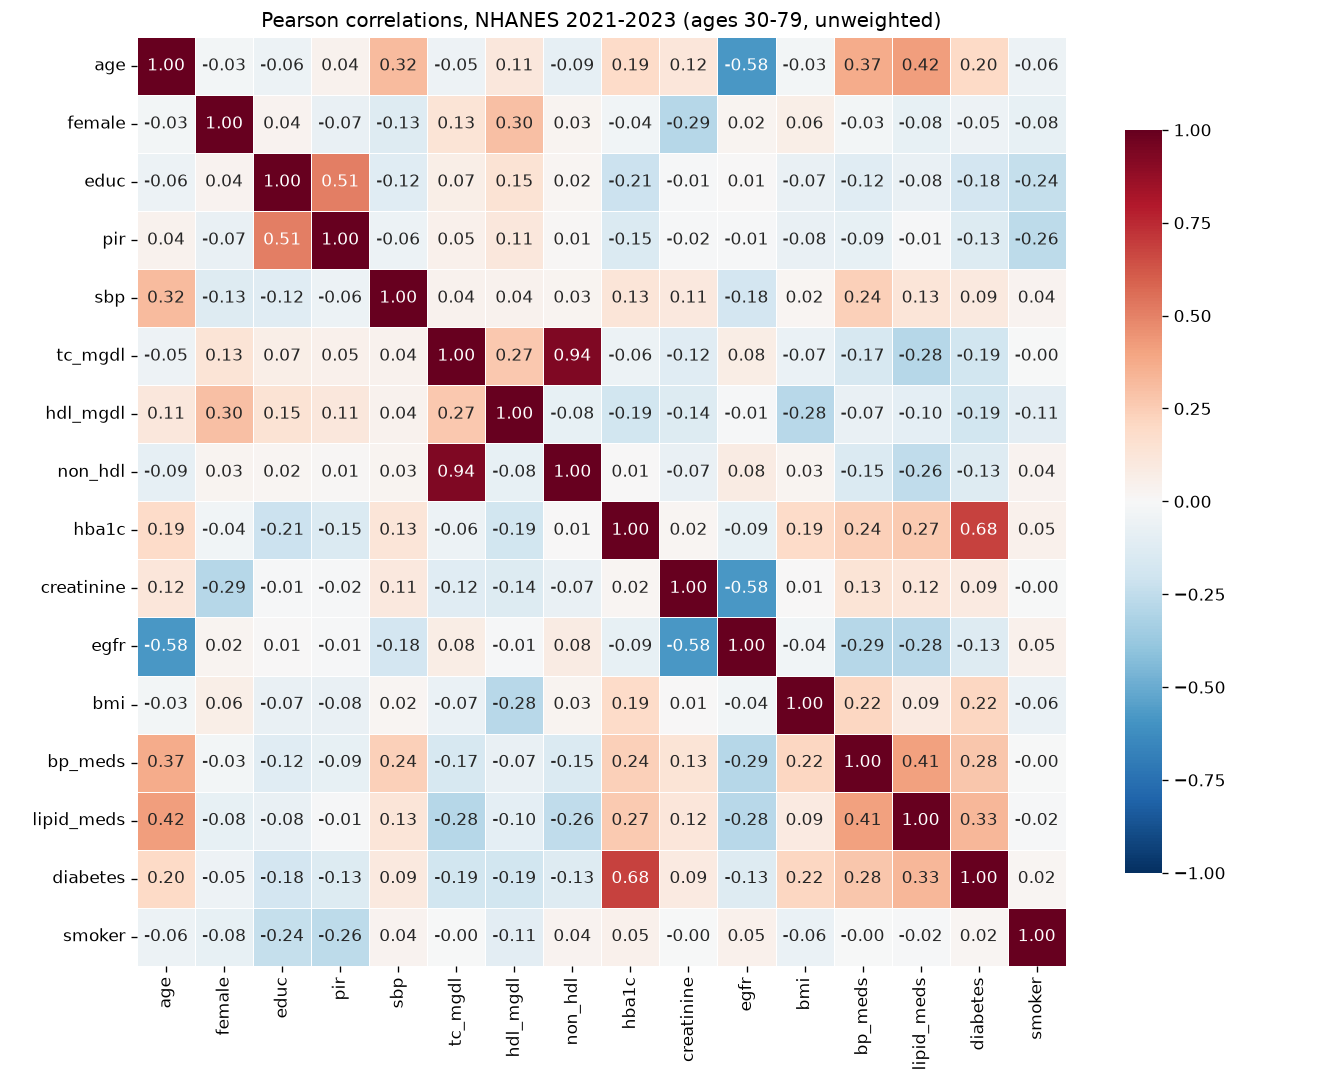 Pearson correlations, NHANES 2021-2023 (ages 30-79, unweighted)
age 1.00 -0.03 -0.06 0.04 0.32 -0.05 0.11 -0.09 0.19 0.12 -0.58 -0.03 0.37 0.42 0.20 -0.06
female -0.03 1.00 0.04 -0.07 -0.13 0.13 0.30 0.03 -0.04 -0.29 0.02 0.06 -0.03 -0.08 -0.05 -0.08
educ -0.06 0.04 1.00 0.51 -0.12 0.07 0.15 0.02 -0.21 -0.01 0.01 -0.07 -0.12 -0.08 -0.18 -0.24
pir 0.04 -0.07 0.51 1.00 -0.06 0.05 0.11 0.01 -0.15 -0.02 -0.01 -0.08 -0.09 -0.01 -0.13 -0.26
sbp 0.32 -0.13 -0.12 -0.06 1.00 0.04 0.04 0.03 0.13 0.11 -0.18 0.02 0.24 0.13 0.09 0.04
tc_mgdl -0.05 0.13 0.07 0.05 0.04 1.00 0.27 0.94 -0.06 -0.12 0.08 -0.07 -0.17 -0.28 -0.19 -0.00
hdl_mgdl 0.11 0.30 0.15 0.11 0.04 0.27 1.00 -0.08 -0.19 -0.14 -0.01 -0.28 -0.07 -0.10 -0.19 -0.11
non_hdl -0.09 0.03 0.02 0.01 0.03 0.94 -0.08 1.00 0.01 -0.07 0.08 0.03 -0.15 -0.26 -0.13 0.04
hba1c 0.19 -0.04 -0.21 -0.15 0.13 -0.06 -0.19 0.01 1.00 0.02 -0.09 0.19 0.24 0.27 0.68 0.05
creatinine 0.12 -0.29 -0.01 -0.02 0.11 -0.12 -0.14 -0.07 0.02 1.00 -0.58 0.01 0.13 0.12 0.09 -0.00
egfr -0.58 0.02 0.01 -0.01 -0.18 0.08 -0.01 0.08 -0.09 -0.58 1.00 -0.04 -0.29 -0.28 -0.13 0.05
bmi -0.03 0.06 -0.07 -0.08 0.02 -0.07 -0.28 0.03 0.19 0.01 -0.04 1.00 0.22 0.09 0.22 -0.06
bp_meds 0.37 -0.03 -0.12 -0.09 0.24 -0.17 -0.07 -0.15 0.24 0.13 -0.29 0.22 1.00 0.41 0.28 -0.00
lipid_meds 0.42 -0.08 -0.08 -0.01 0.13 -0.28 -0.10 -0.26 0.27 0.12 -0.28 0.09 0.41 1.00 0.33 -0.02
diabetes 0.20 -0.05 -0.18 -0.13 0.09 -0.19 -0.19 -0.13 0.68 0.09 -0.13 0.22 0.28 0.33 1.00 0.02
smoker -0.06 -0.08 -0.24 -0.26 0.04 -0.00 -0.11 0.04 0.05 -0.00 0.05 -0.06 -0.00 -0.02 0.02 1.00
age female educ pir sbp tc_mgdl hdl_mgdl non_hdl hba1c creatinine egfr bmi bp_meds lipid_meds diabetes smoker
1.00
0.75
0.50
0.25
0.00
−0.25
−0.50
−0.75
−1.00